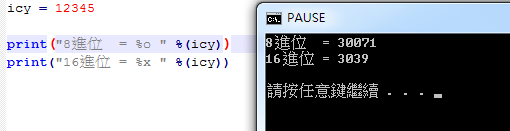 icy = 12345
print("8進位  = %o " %(icy))
print("16進位 = %x " %(icy))
C:\. PAUSE
8進位  = 30071
16進位 = 3039
請按任意鍵繼續 . . .